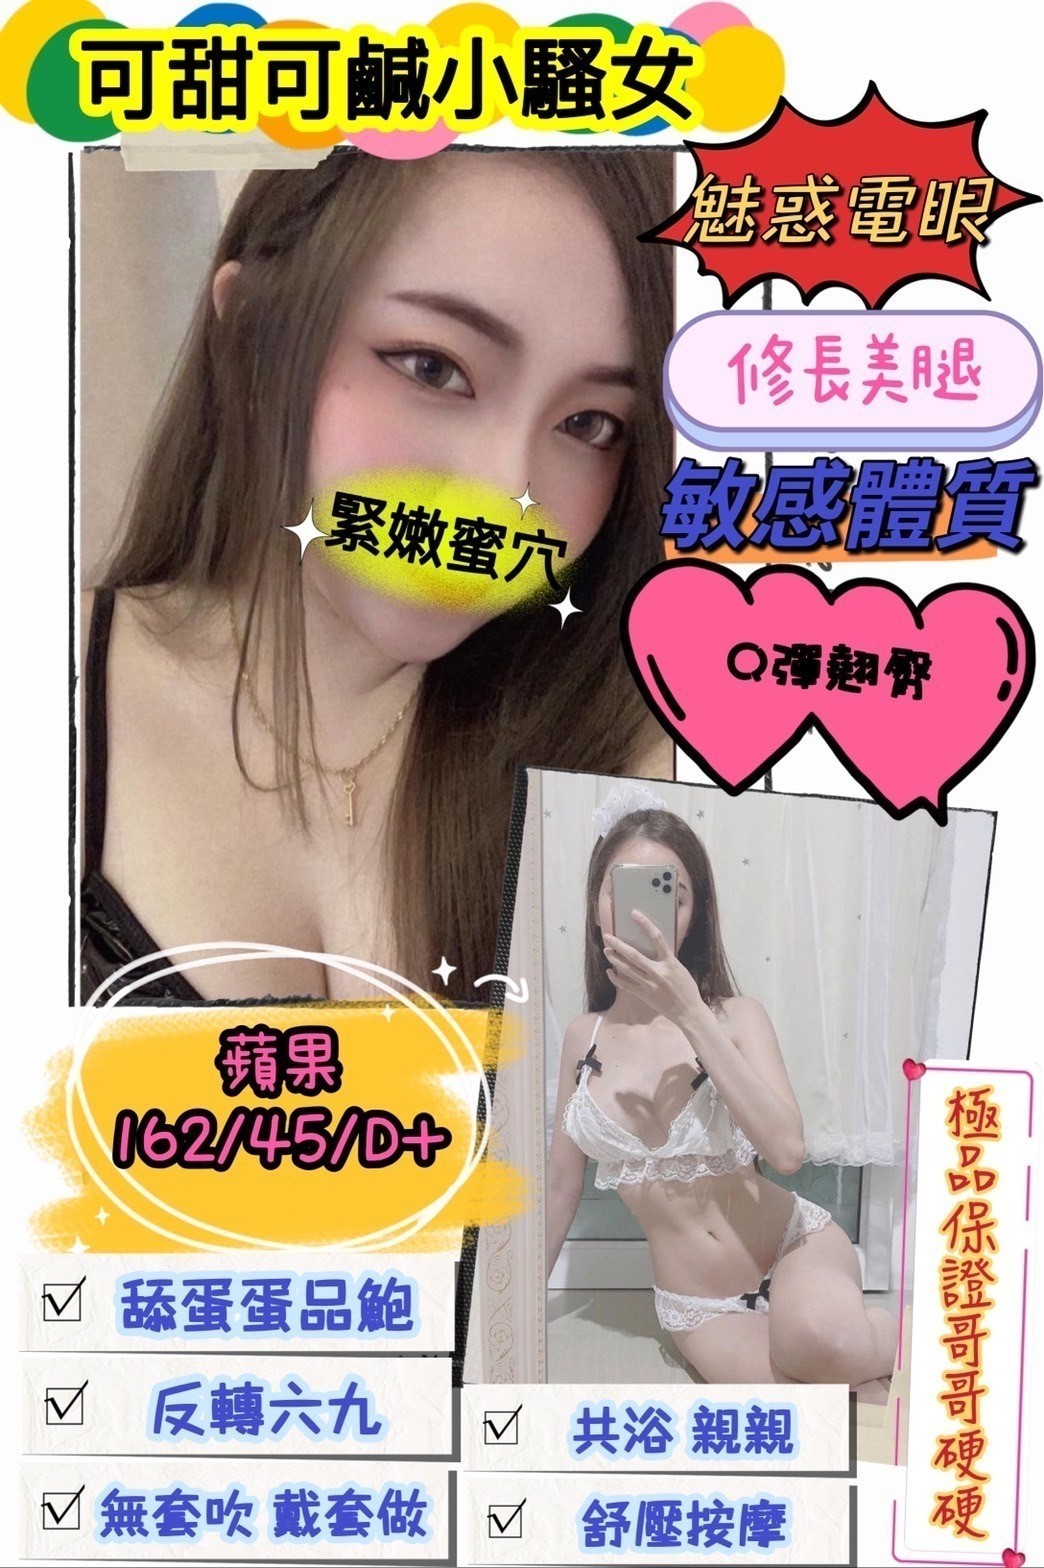 可甜可鹹小騷女
魅惑電眼
修長美腿
敏感體質
緊嫩蜜穴
Q彈翹臀
蘋果
162/45/D+
極品保證哥哥硬硬
舔蛋蛋品鮑
反轉六九
無套吹 戴套做
共浴 親親
舒壓按摩